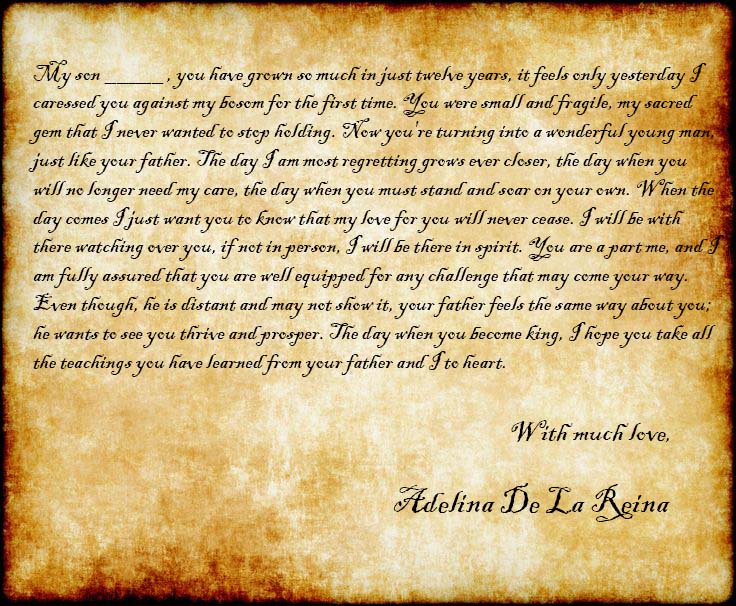 My son ______ , you have grown so much in just twelve years, it feels only yesterday I
caressed you against my bosom for the first time. You were small and fragile, my sacred
gem that I never wanted to stop holding. Now you're turning into a wonderful young man,
just like your father. The day I am most regretting grows ever closer, the day when you
will no longer need my care, the day when you must stand and soar on your own. When the
day comes I just want you to know that my love for you will never cease. I will be with
there watching over you, if not in person, I will be there in spirit. You are a part me, and I
am fully assured that you are well equipped for any challenge that may come your way.
Even though, he is distant and may not show it, your father feels the same way about you;
he wants to see you thrive and prosper. The day when you become king, I hope you take all
the teachings you have learned from your father and I to heart.
With much love,
Adelina De La Reina